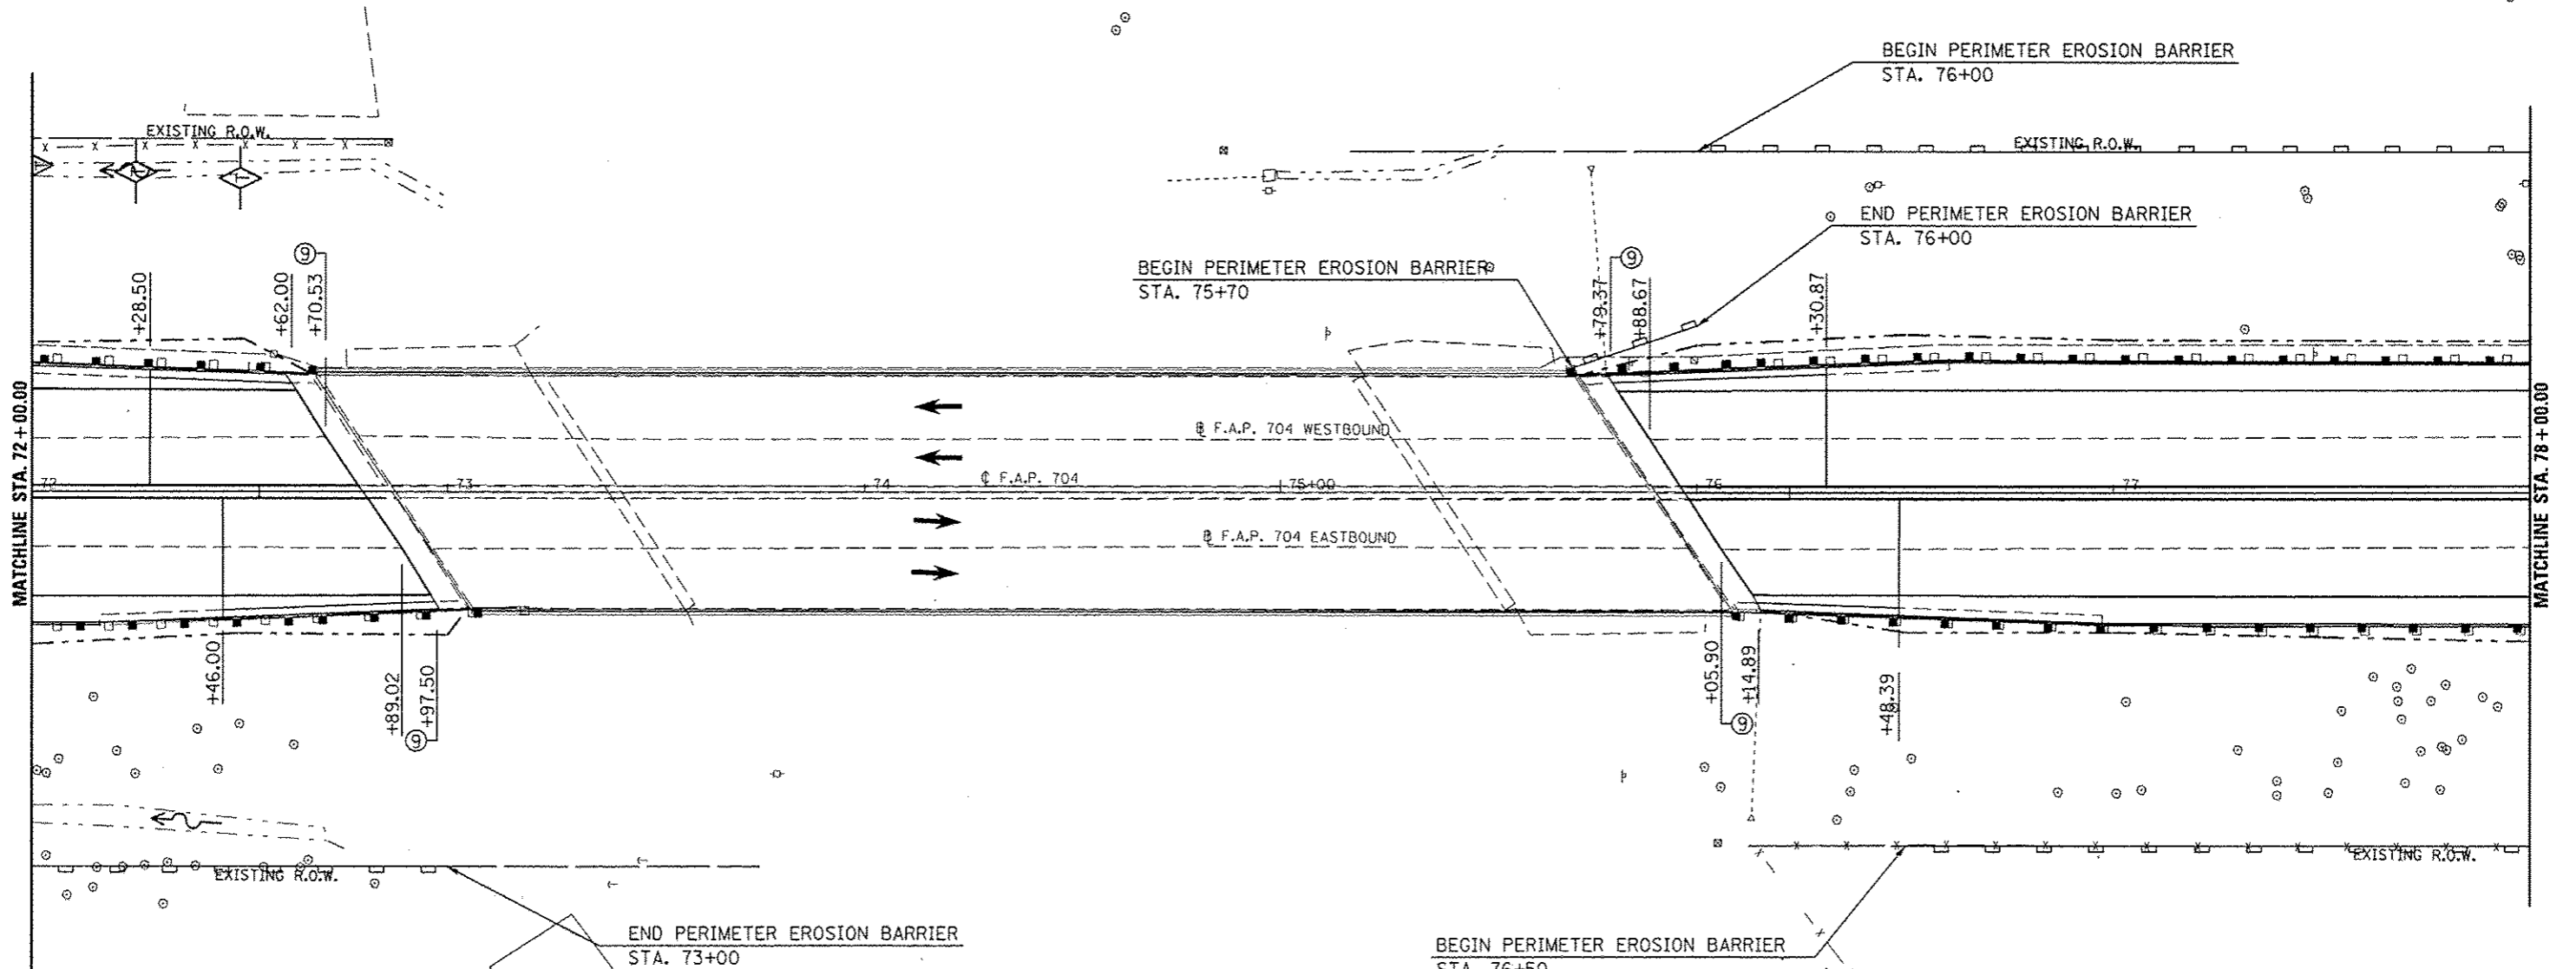 BEGIN PERIMETER EROSION BARRIER
STA. 76+00
EXISTING R.O.W.
EXISTING R.O.W.
END PERIMETER EROSION BARRIER
STA. 76+00
BEGIN PERIMETER EROSION BARRIER
STA. 75+70
9
9
+28.50
+62.00
+70.53
+79.37
+88.67
+30.87
MATCHLINE STA. 72+00.00
MATCHLINE STA. 78+00.00
℄ F.A.P. 704 WESTBOUND
℄ F.A.P. 704
72
73
74
75+00
76
77
℄ F.A.P. 704 EASTBOUND
+46.00
+89.02
+97.50
+05.90
+14.89
+48.39
9
9
EXISTING R.O.W.
EXISTING R.O.W.
END PERIMETER EROSION BARRIER
STA. 73+00
BEGIN PERIMETER EROSION BARRIER
STA. 76+50